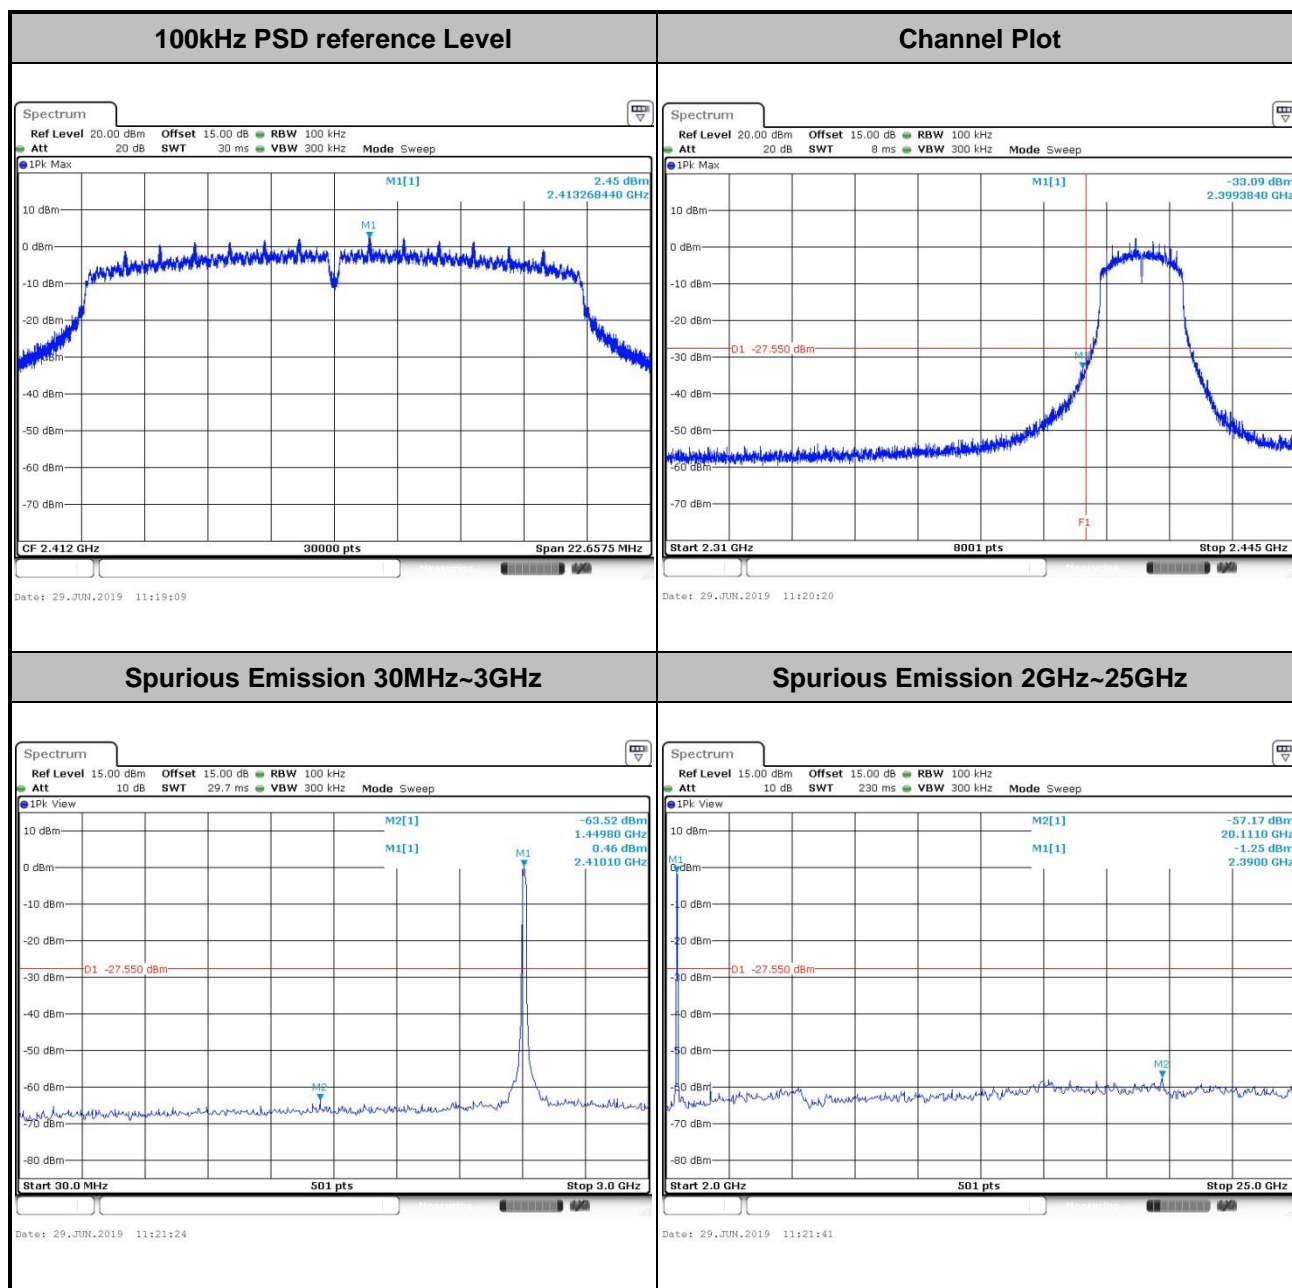 100kHz PSD reference Level
Channel Plot
Spectrum
Ref Level 20.00 dBm Offset 15.00 dB RBW 100 kHz
Att 20 dB SWT 30 ms VBW 300 kHz Mode Sweep
1Pk Max
M1[1] 2.45 dBm
2.413268440 GHz
M1
10 dBm
0 dBm
-10 dBm
-20 dBm
-40 dBm
-50 dBm
-60 dBm
-70 dBm
CF 2.412 GHz 30000 pts Span 22.6575 MHz
Date: 29.JUN.2019 11:19:09
Spectrum
Ref Level 20.00 dBm Offset 15.00 dB RBW 100 kHz
Att 20 dB SWT 8 ms VBW 300 kHz Mode Sweep
1Pk Max
M1[1] -33.09 dBm
2.3993840 GHz
10 dBm
0 dBm
-10 dBm
-20 dBm
D1 -27.550 dBm
-30 dBm
-40 dBm
-50 dBm
-60 dBm
-70 dBm
F1
Start 2.31 GHz 8001 pts Stop 2.445 GHz
Date: 29.JUN.2019 11:20:20
Spurious Emission 30MHz~3GHz
Spurious Emission 2GHz~25GHz
Spectrum
Ref Level 15.00 dBm Offset 15.00 dB RBW 100 kHz
Att 10 dB SWT 29.7 ms VBW 300 kHz Mode Sweep
1Pk View
M2[1] -63.52 dBm
1.44980 GHz
M1[1] 0.46 dBm
2.41010 GHz
M1
10 dBm
0 dBm
-10 dBm
-20 dBm
D1 -27.550 dBm
-30 dBm
-40 dBm
-50 dBm
-60 dBm
M2
-70 dBm
-80 dBm
Start 30.0 MHz 501 pts Stop 3.0 GHz
Date: 29.JUN.2019 11:21:24
Spectrum
Ref Level 15.00 dBm Offset 15.00 dB RBW 100 kHz
Att 10 dB SWT 230 ms VBW 300 kHz Mode Sweep
1Pk View
M2[1] -57.17 dBm
20.1110 GHz
M1[1] -1.25 dBm
2.3900 GHz
10 dBm
M1
0 dBm
-10 dBm
-20 dBm
D1 -27.550 dBm
-30 dBm
-40 dBm
-50 dBm
M2
-60 dBm
-70 dBm
-80 dBm
Start 2.0 GHz 501 pts Stop 25.0 GHz
Date: 29.JUN.2019 11:21:41